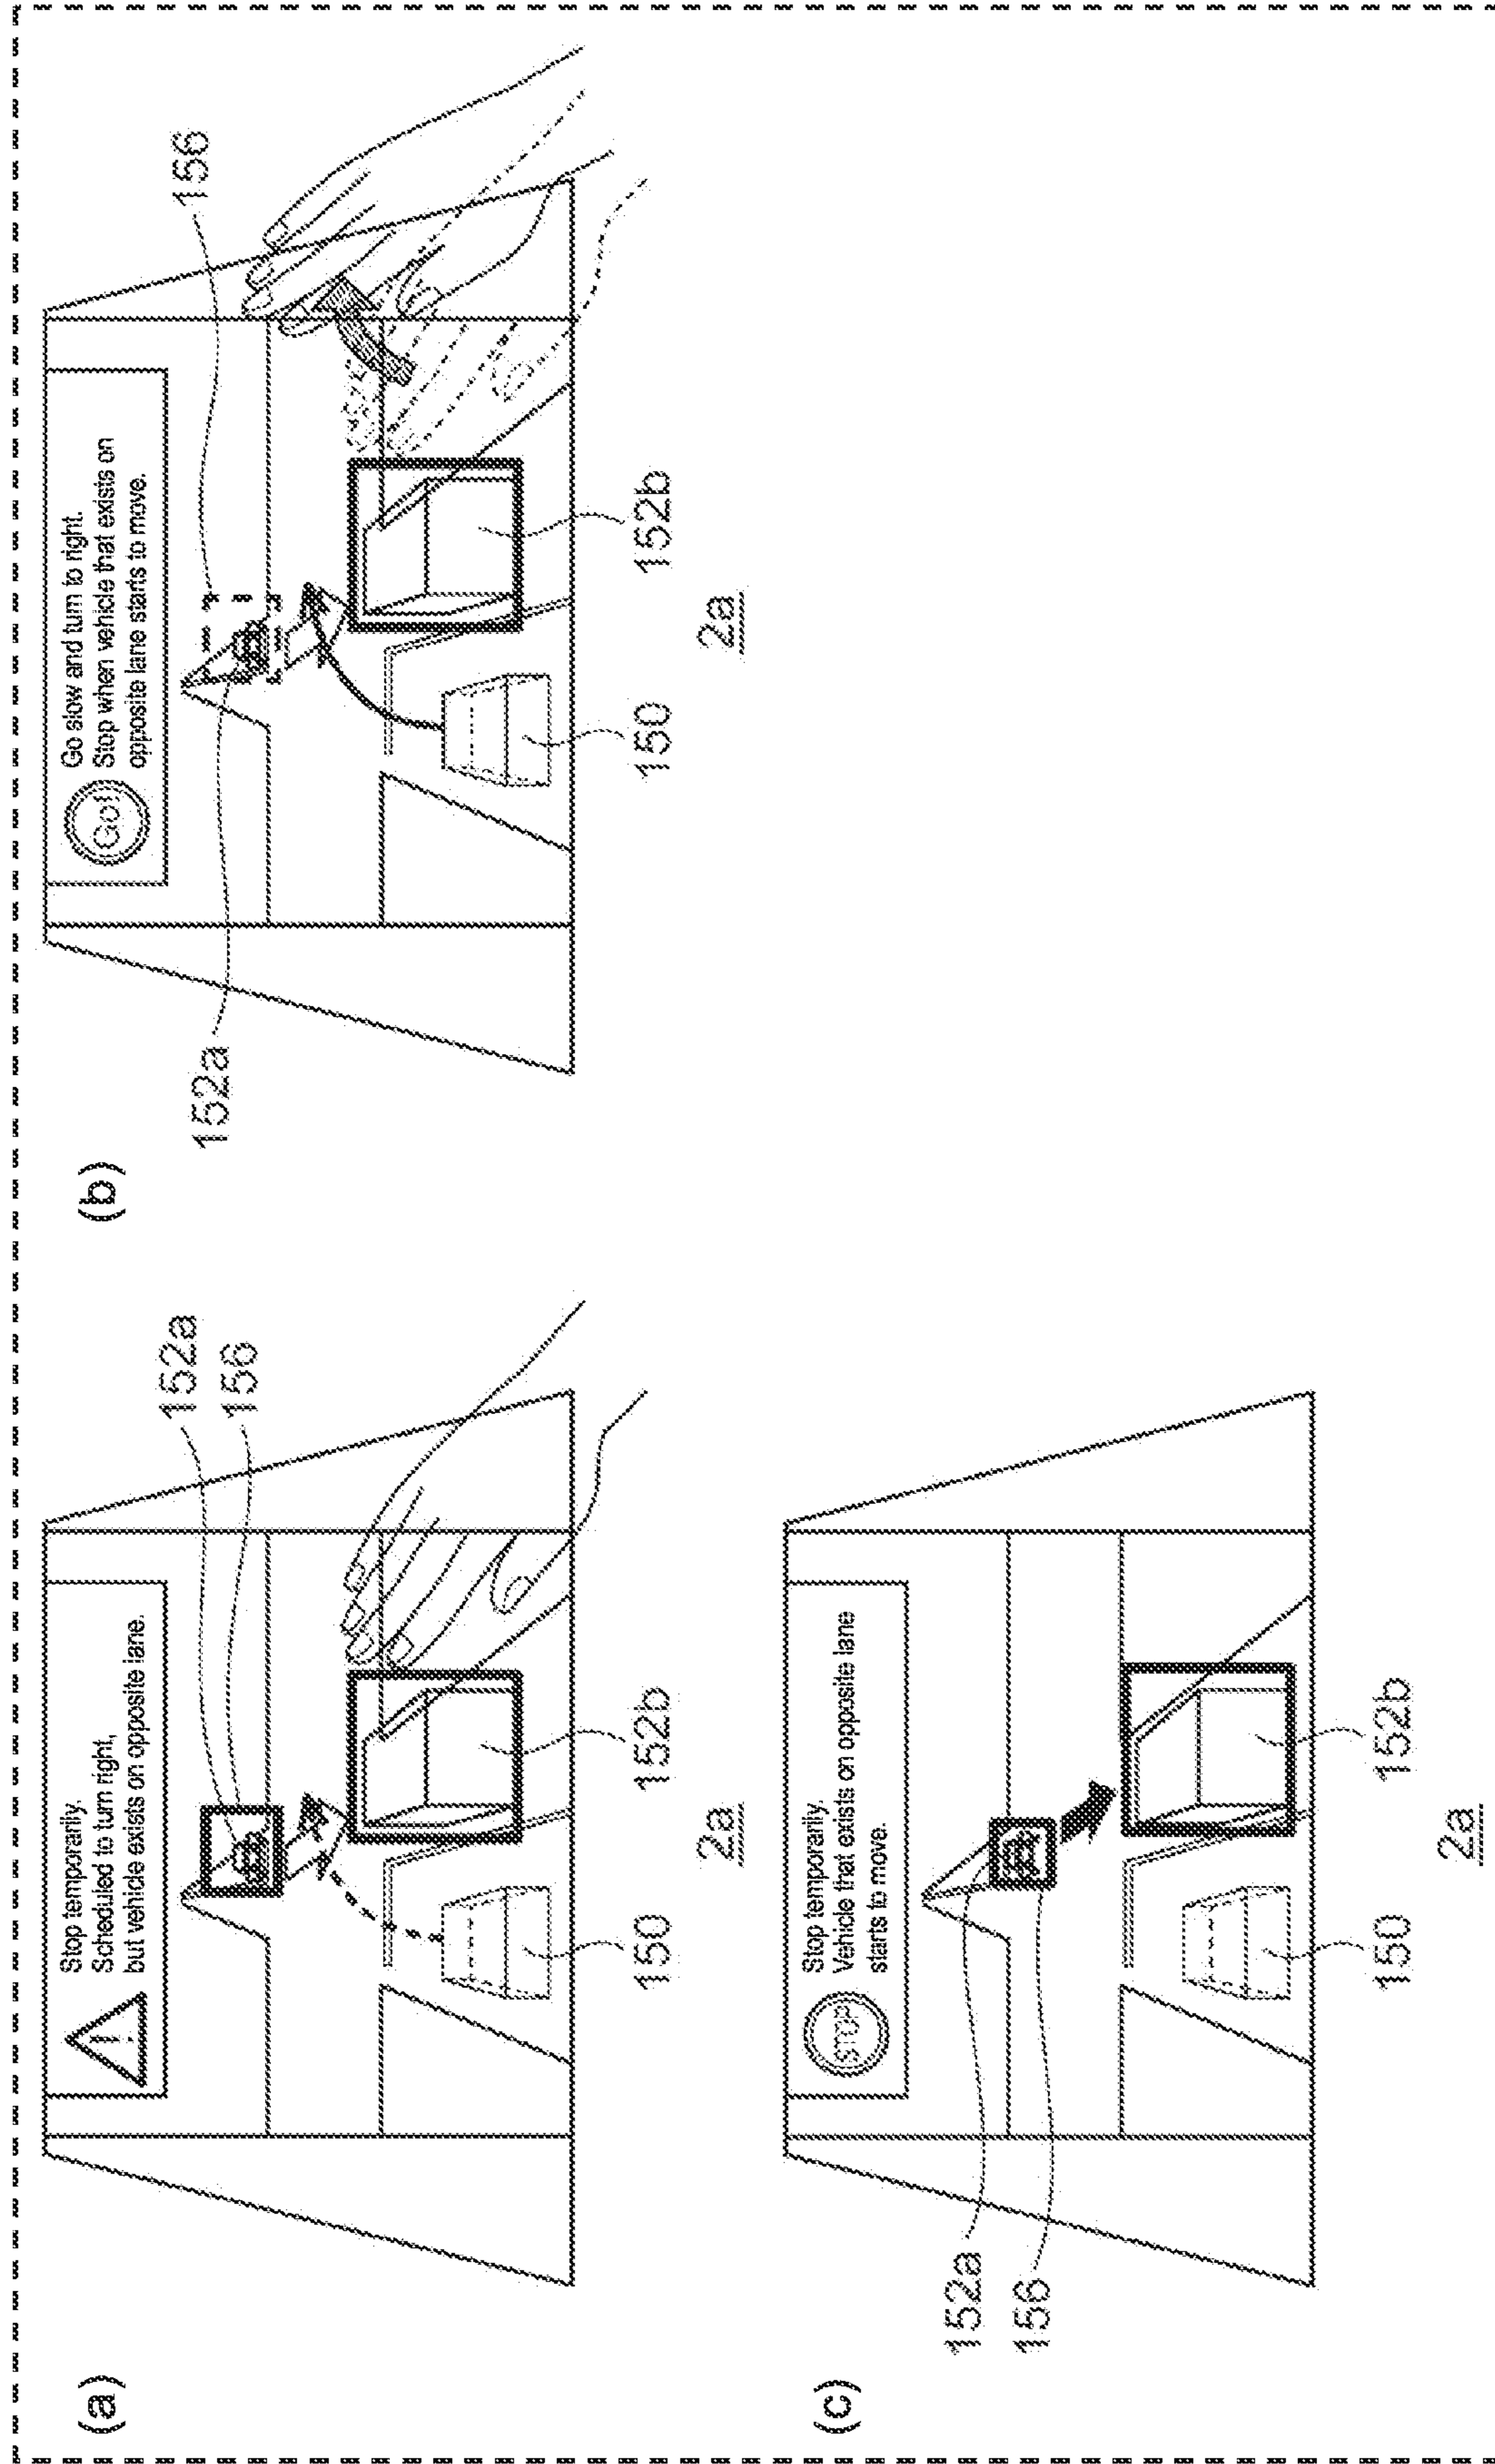 (a)
Stop temporarily.
Scheduled to turn right,
but vehicle exists on opposite lane.
152a
156
152b
150
2a
(b)
Go!
Go slow and turn to right.
Stop when vehicle that exists on
opposite lane starts to move.
156
152a
152b
150
2a
(c)
STOP
Stop temporarily.
Vehicle that exists on opposite lane
starts to move.
152a
156
152b
150
2a